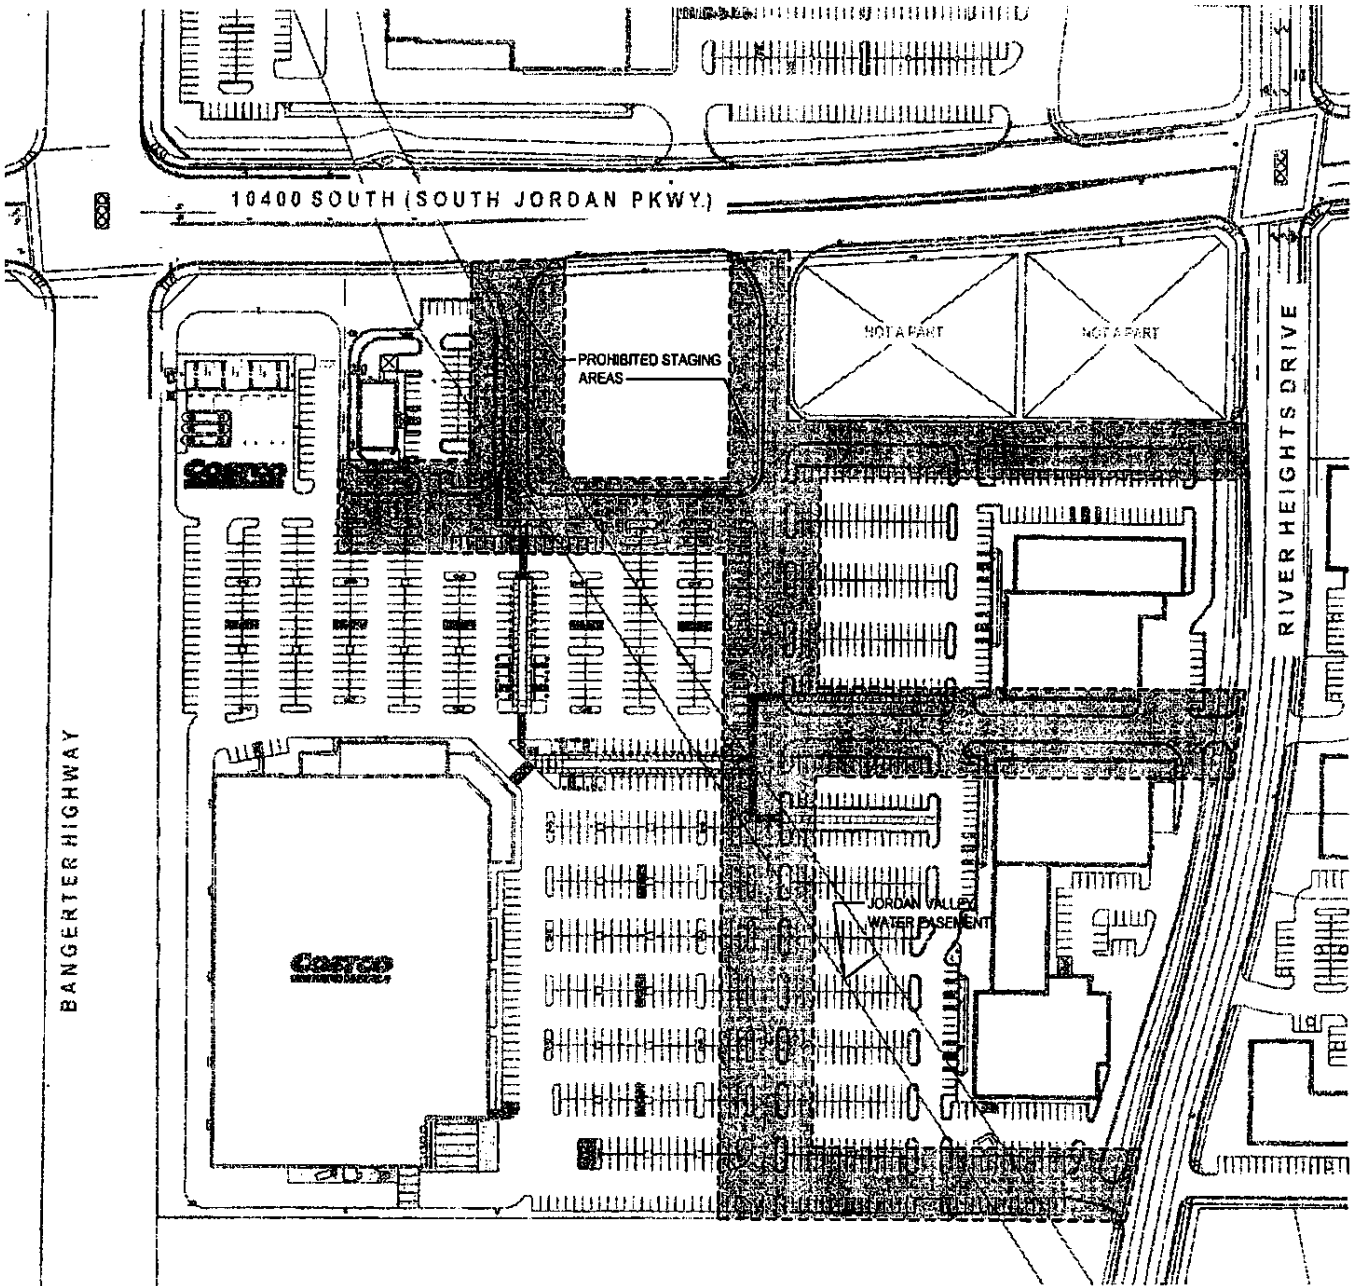 10400 SOUTH (SOUTH JORDAN PKWY.)
PROHIBITED STAGING
AREAS
NOT A PART
NOT A PART
RIVER HEIGHTS DRIVE
COSTCO
BANGERTER HIGHWAY
JORDAN VALLEY
WATER EASEMENT
COSTCO